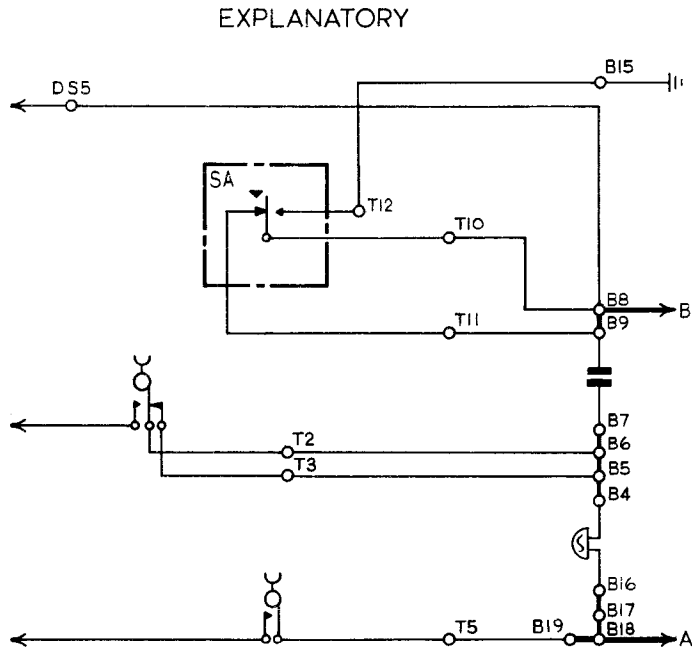 EXPLANATORY
B15
DS5
SA
T12
T10
B8
B
B9
T11
B7
T2
B6
T3
B5
B4
B16
B17
T5
B19
B18
A